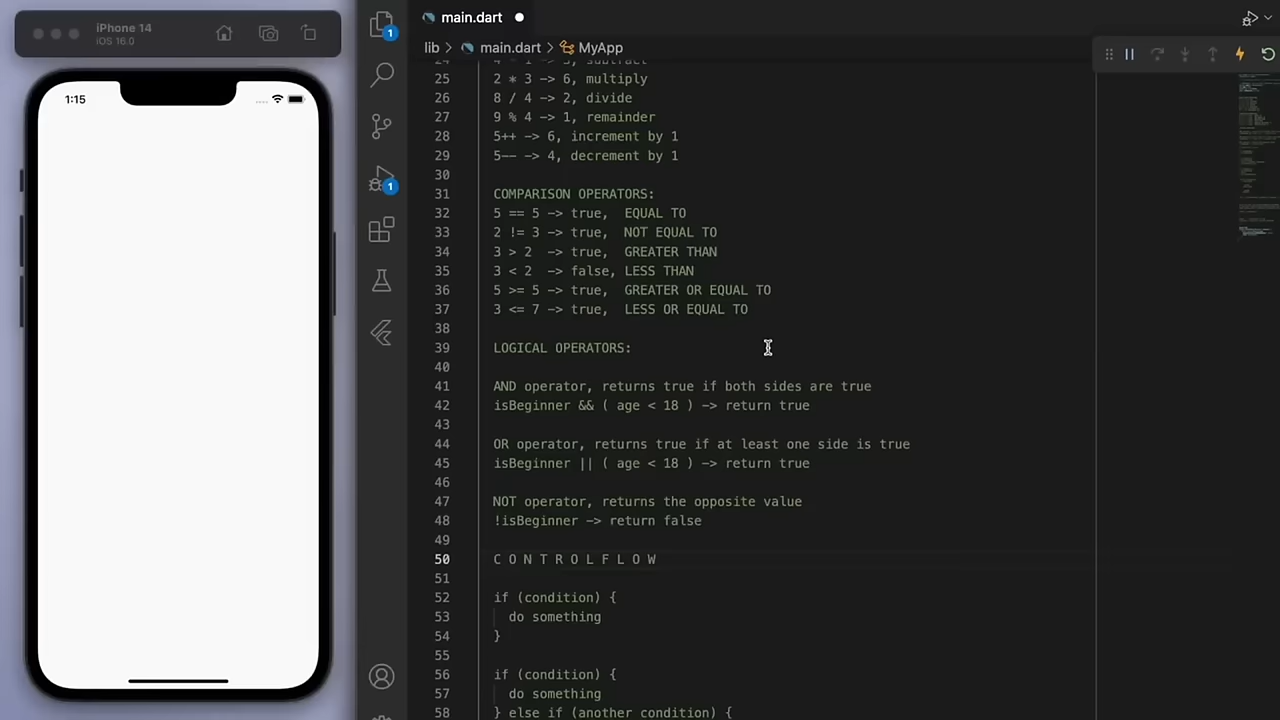 iPhone 14
iOS 16.0
1:15
1
1
main.dart
lib > main.dart > MyApp
24 4 - 1 -> 3, subtract
25 2 * 3 -> 6, multiply
26 8 / 4 -> 2, divide
27 9 % 4 -> 1, remainder
28 5++ -> 6, increment by 1
29 5-- -> 4, decrement by 1
30
31 COMPARISON OPERATORS:
32 5 == 5 -> true,  EQUAL TO
33 2 != 3 -> true,  NOT EQUAL TO
34 3 > 2  -> true,  GREATER THAN
35 3 < 2  -> false, LESS THAN
36 5 >= 5 -> true,  GREATER OR EQUAL TO
37 3 <= 7 -> true,  LESS OR EQUAL TO
38
39 LOGICAL OPERATORS:
40
41 AND operator, returns true if both sides are true
42 isBeginner && ( age < 18 ) -> return true
43
44 OR operator, returns true if at least one side is true
45 isBeginner || ( age < 18 ) -> return true
46
47 NOT operator, returns the opposite value
48 !isBeginner -> return false
49
50 C O N T R O L F L O W
51
52 if (condition) {
53 do something
54 }
55
56 if (condition) {
57 do something
58 } else if (another condition) {